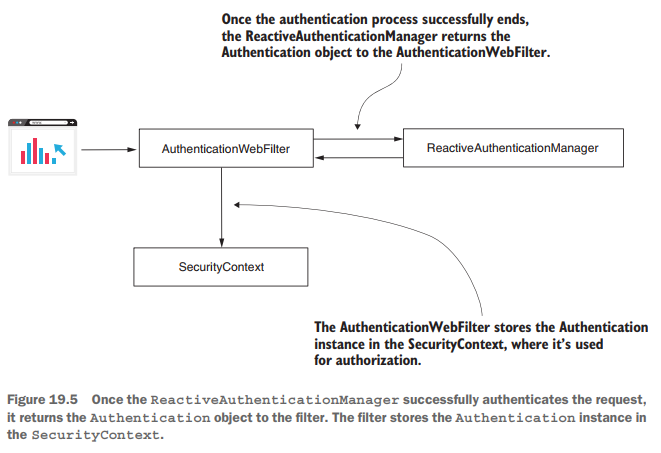 Once the authentication process successfully ends,
the ReactiveAuthenticationManager returns the
Authentication object to the AuthenticationWebFilter.
AuthenticationWebFilter
ReactiveAuthenticationManager
SecurityContext
The AuthenticationWebFilter stores the Authentication
instance in the SecurityContext, where it's used
for authorization.
Figure 19.5 Once the ReactiveAuthenticationManager successfully authenticates the request,
it returns the Authentication object to the filter. The filter stores the Authentication instance in
the SecurityContext.